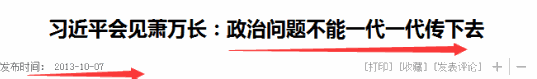 习近平会见萧万长：政治问题不能一代一代传下去
发布时间： 2013-10-07 [打印] [收藏] [发表评论] + | -